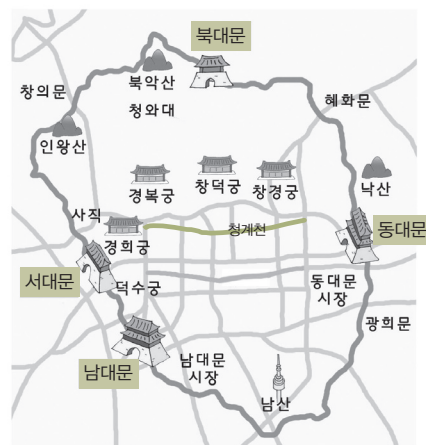 북대문
북악산
청와대
창의문
혜화문
인왕산
낙산
경복궁
창덕궁
창경궁
사직
경희궁
청계천
동대문
서대문
덕수궁
동대문
시장
광희문
남대문
남대문
시장
남산